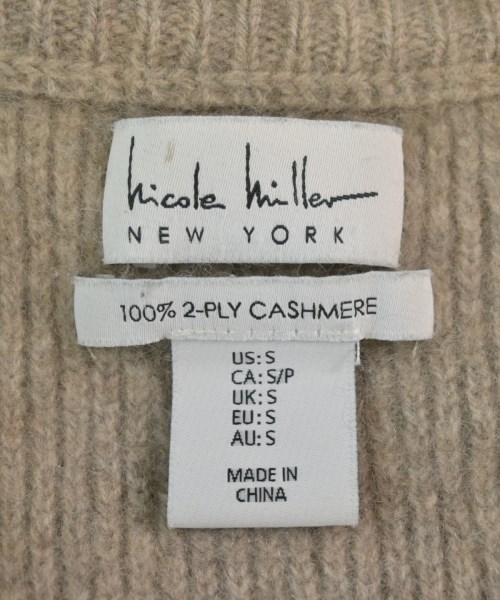 Nicole Miller
NEW YORK
100% 2-PLY CASHMERE
US: S
CA: S/P
UK: S
EU: S
AU: S
MADE IN
CHINA